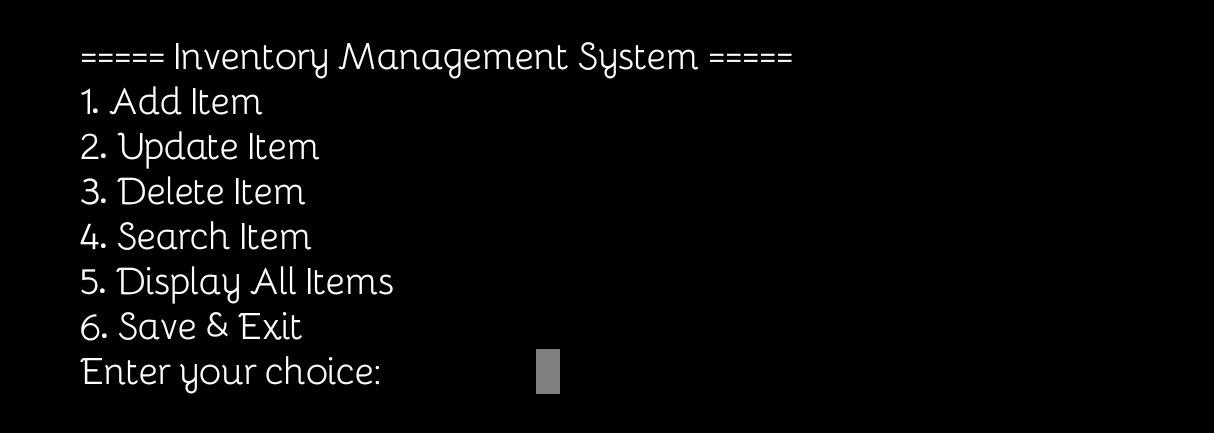 ===== Inventory Management System =====
1. Add Item
2. Update Item
3. Delete Item
4. Search Item
5. Display All Items
6. Save & Exit
Enter your choice: